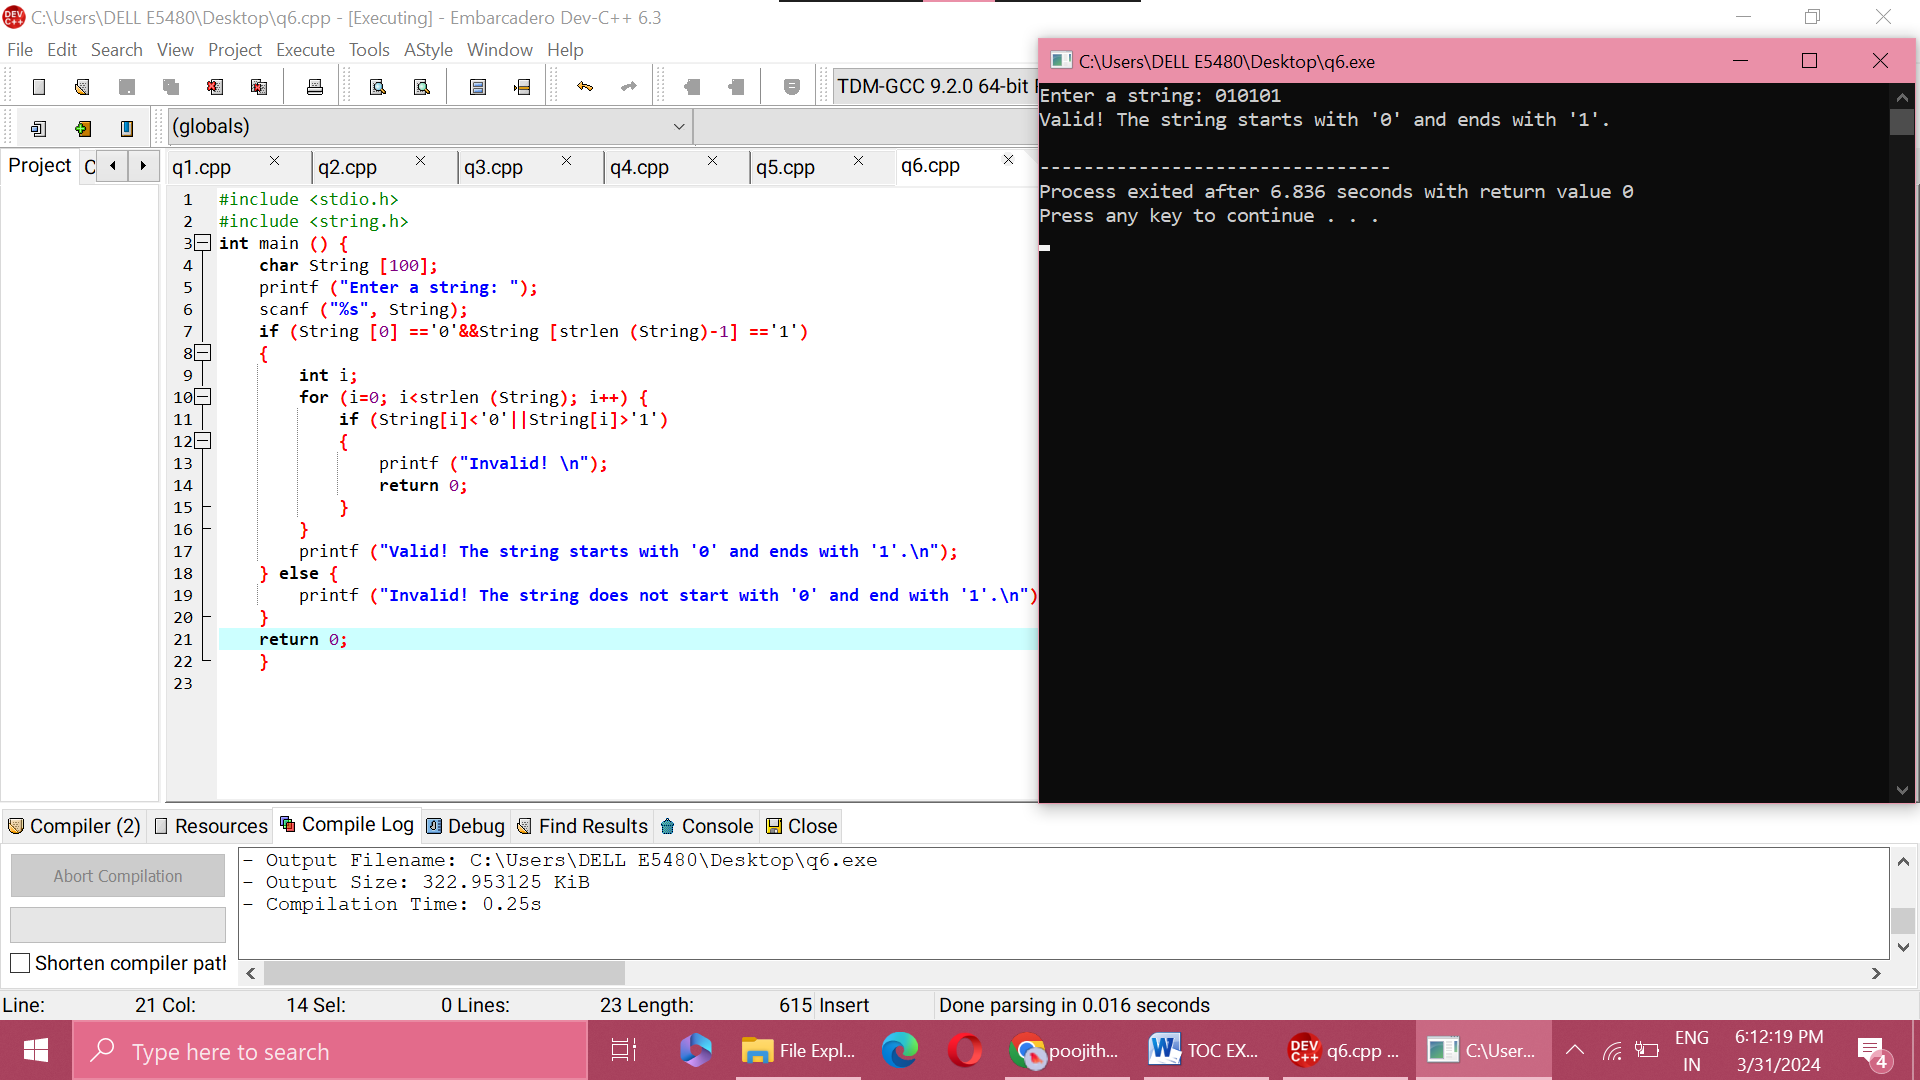 C:\Users\DELL E5480\Desktop\q6.cpp - [Executing] - Embarcadero Dev-C++ 6.3
File Edit Search View Project Execute Tools AStyle Window Help
TDM-GCC 9.2.0 64-bit
(globals)
Project
q1.cpp q2.cpp q3.cpp q4.cpp q5.cpp q6.cpp
1 #include <stdio.h>
2 #include <string.h>
3 int main () {
4 char String [100];
5 printf ("Enter a string: ");
6 scanf ("%s", String);
7 if (String [0] =='0'&&String [strlen (String)-1] =='1')
8 {
9 int i;
10 for (i=0; i<strlen (String); i++) {
11 if (String[i]<'0'||String[i]>'1')
12 {
13 printf ("Invalid! \n");
14 return 0;
15 }
16 }
17 printf ("Valid! The string starts with '0' and ends with '1'.\n");
18 } else {
19 printf ("Invalid! The string does not start with '0' and end with '1'.\n")
20 }
21 return 0;
22 }
23
C:\Users\DELL E5480\Desktop\q6.exe
Enter a string: 010101
Valid! The string starts with '0' and ends with '1'.
--------------------------------
Process exited after 6.836 seconds with return value 0
Press any key to continue . . .
Compiler (2) Resources Compile Log Debug Find Results Console Close
Abort Compilation
Shorten compiler path
- Output Filename: C:\Users\DELL E5480\Desktop\q6.exe
- Output Size: 322.953125 KiB
- Compilation Time: 0.25s
Line: 21 Col: 14 Sel: 0 Lines: 23 Length: 615 Insert Done parsing in 0.016 seconds
Type here to search
File Expl...
poojith...
TOC EX...
DEV C++
q6.cpp ...
C:\User...
ENG
IN
6:12:19 PM
3/31/2024
4